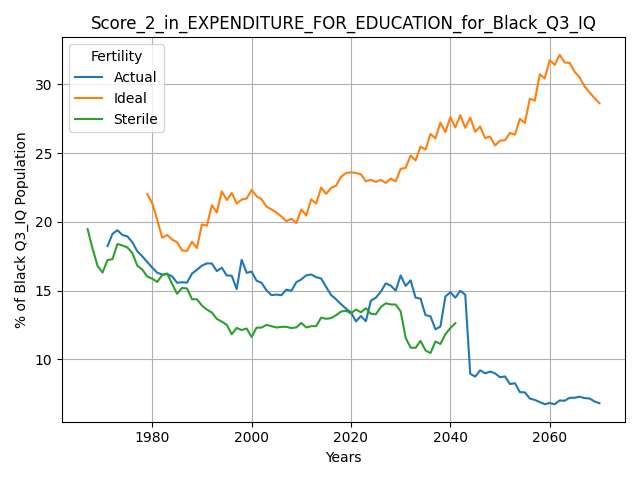 Score_2_in_EXPENDITURE_FOR_EDUCATION_for_Black_Q3_IQ
Fertility
Actual
Ideal
Sterile
% of Black Q3_IQ Population
30
25
20
15
10
1980
2000
2020
2040
2060
Years